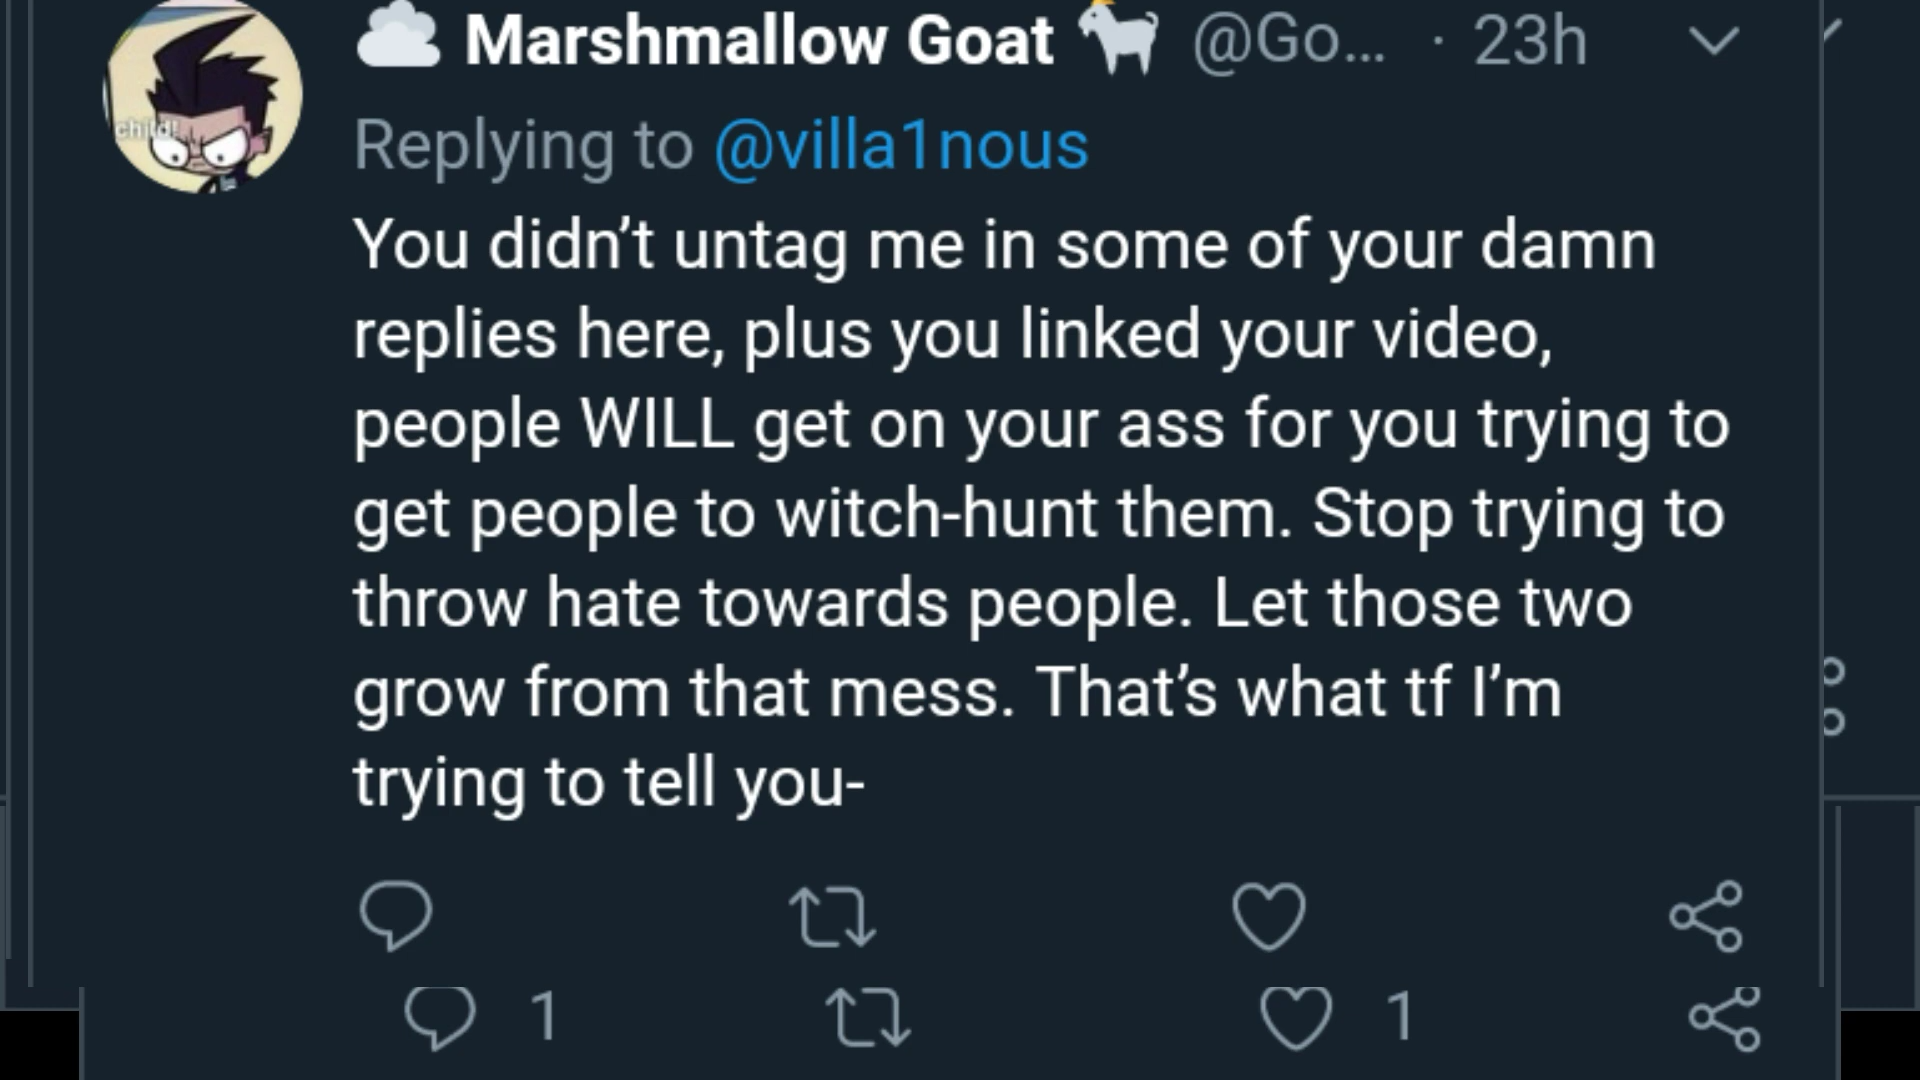 ☁️ Marshmallow Goat 🐐 @Go... · 23h
child!
Replying to @villa1nous
You didn’t untag me in some of your damn
replies here, plus you linked your video,
people WILL get on your ass for you trying to
get people to witch-hunt them. Stop trying to
throw hate towards people. Let those two
grow from that mess. That’s what tf I’m
trying to tell you-
1 1